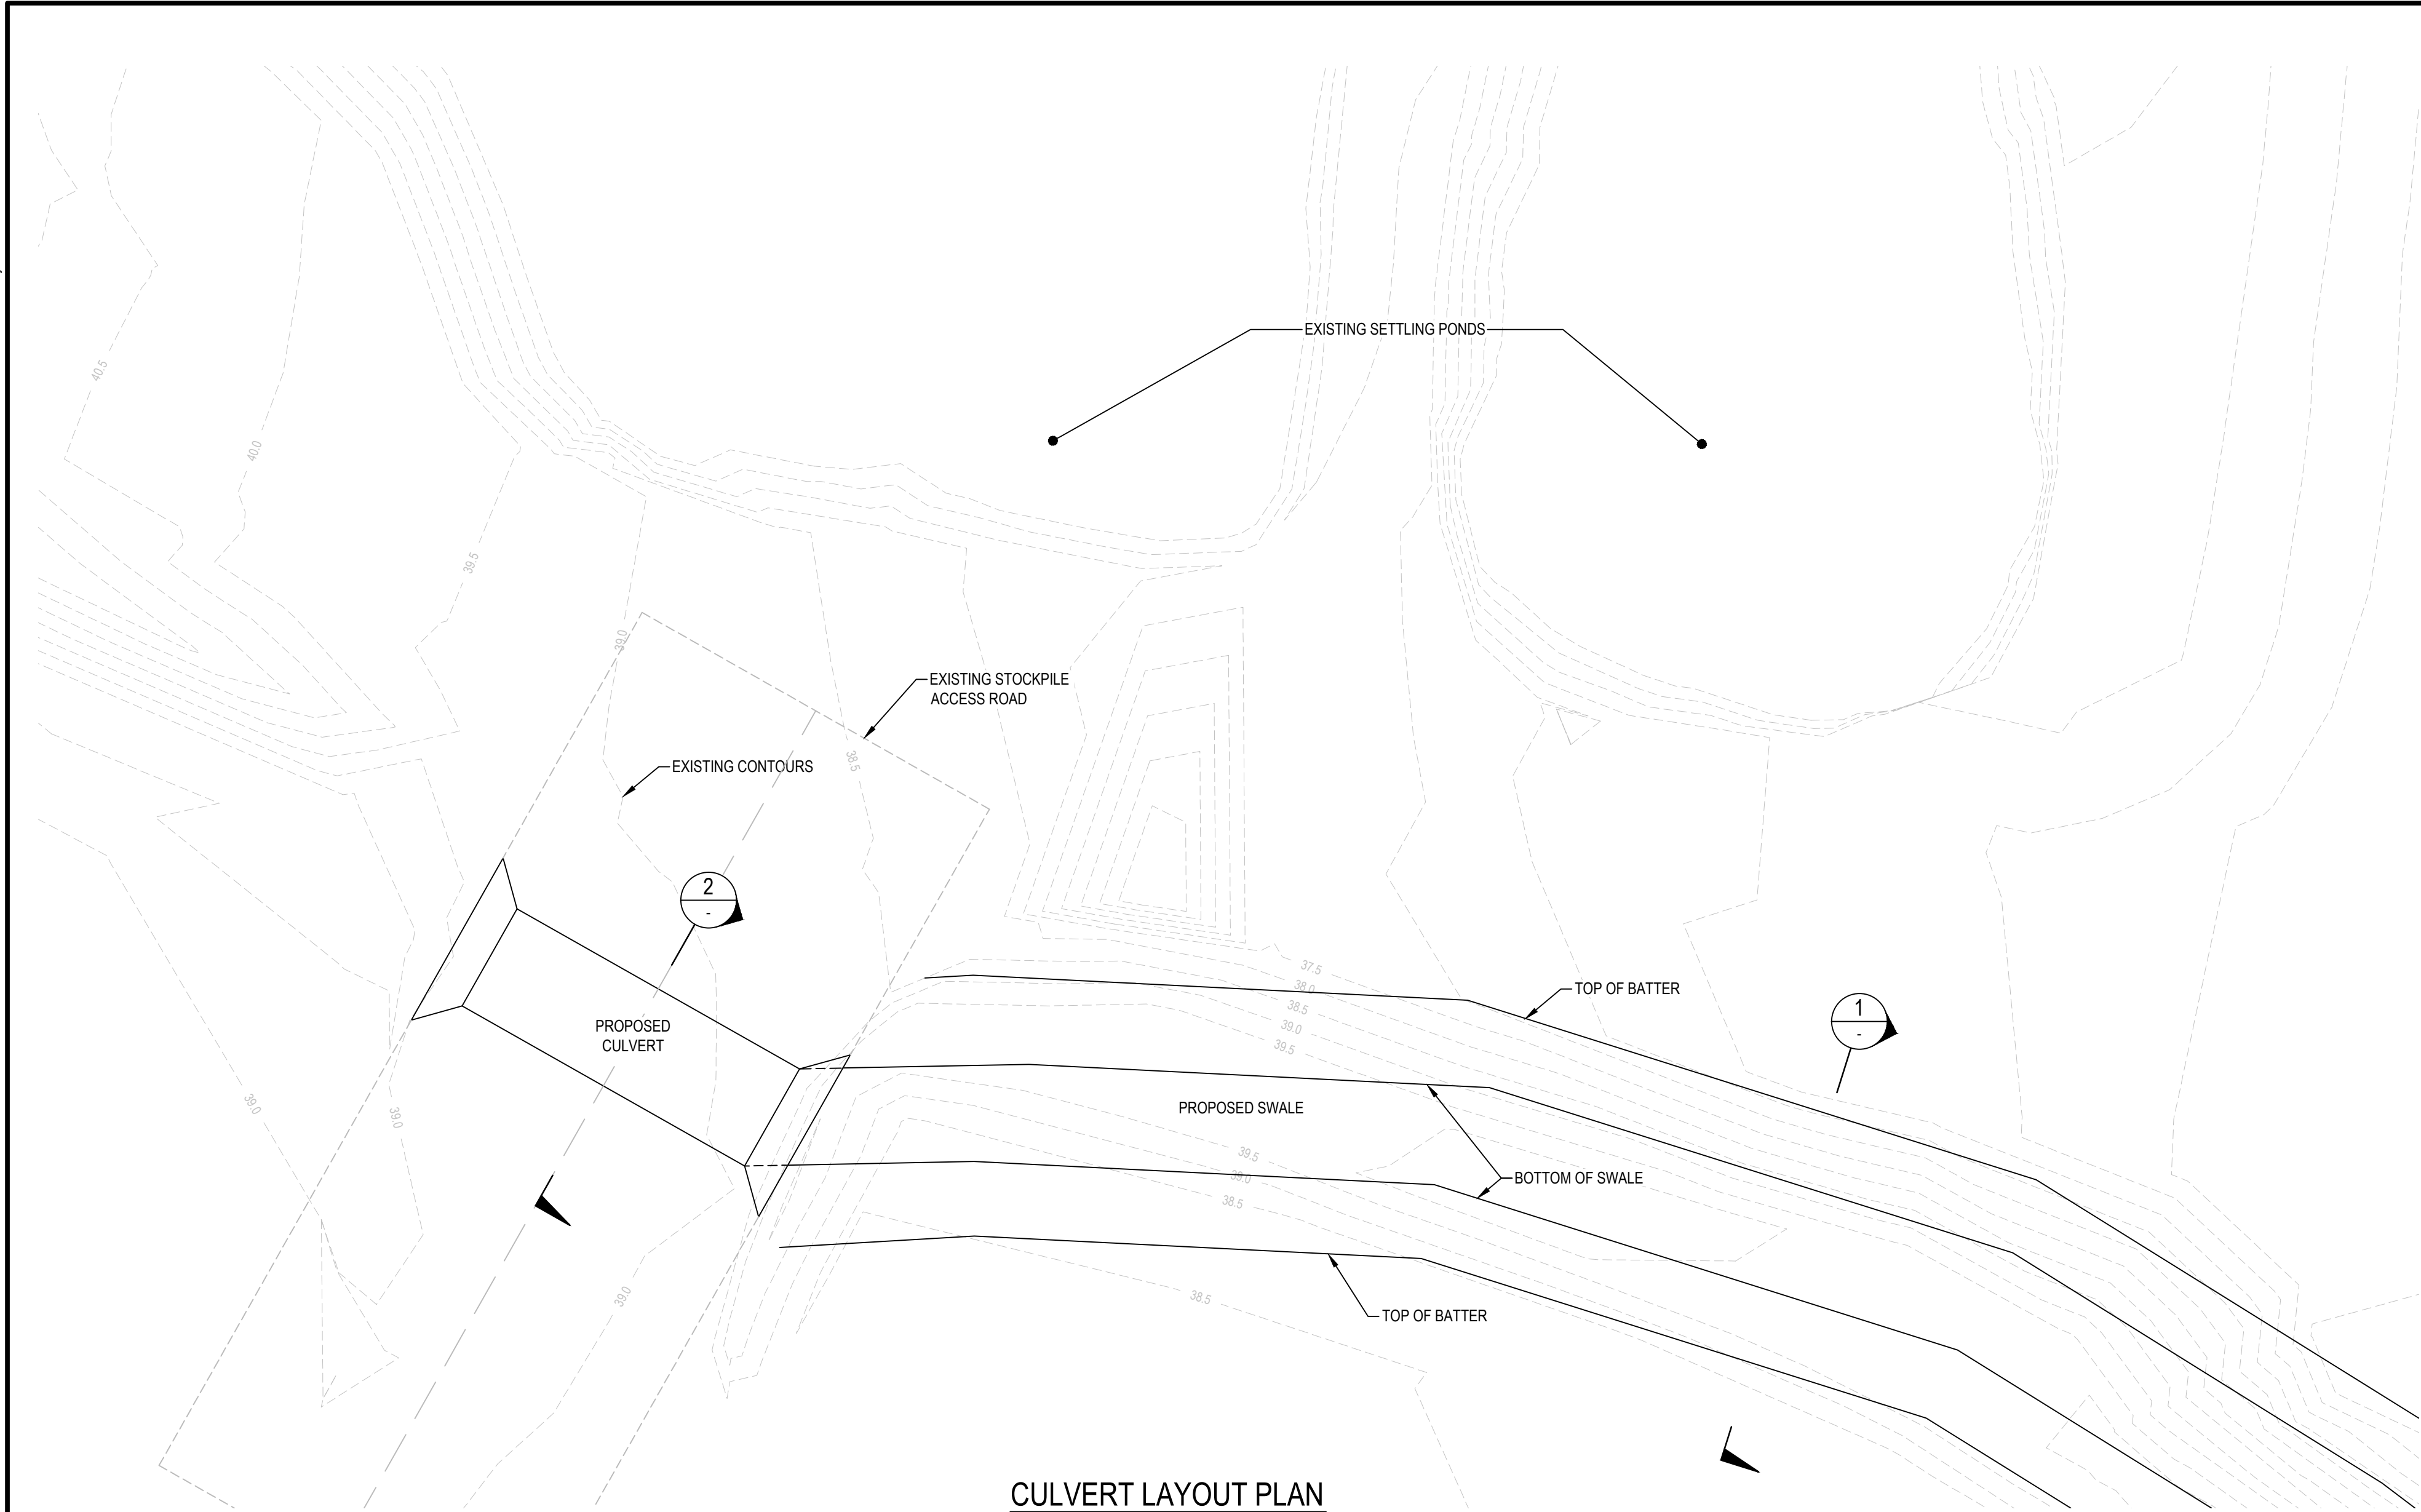 EXISTING SETTLING PONDS
40.5
40.0
39.5
39.0
EXISTING STOCKPILE
ACCESS ROAD
38.5
EXISTING CONTOURS
2
-
37.5
38.0
38.5
39.0
39.5
TOP OF BATTER
1
-
PROPOSED
CULVERT
39.0
39.0
PROPOSED SWALE
39.5
39.0
38.5
BOTTOM OF SWALE
39.0
38.5
TOP OF BATTER
CULVERT LAYOUT PLAN